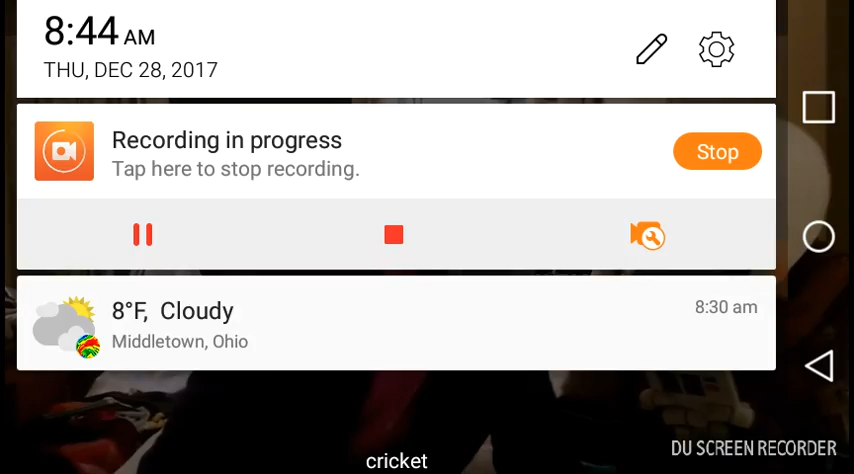 8:44 AM
THU, DEC 28, 2017
Recording in progress
Tap here to stop recording.
Stop
8°F, Cloudy
8:30 am
Middletown, Ohio
DU SCREEN RECORDER
cricket